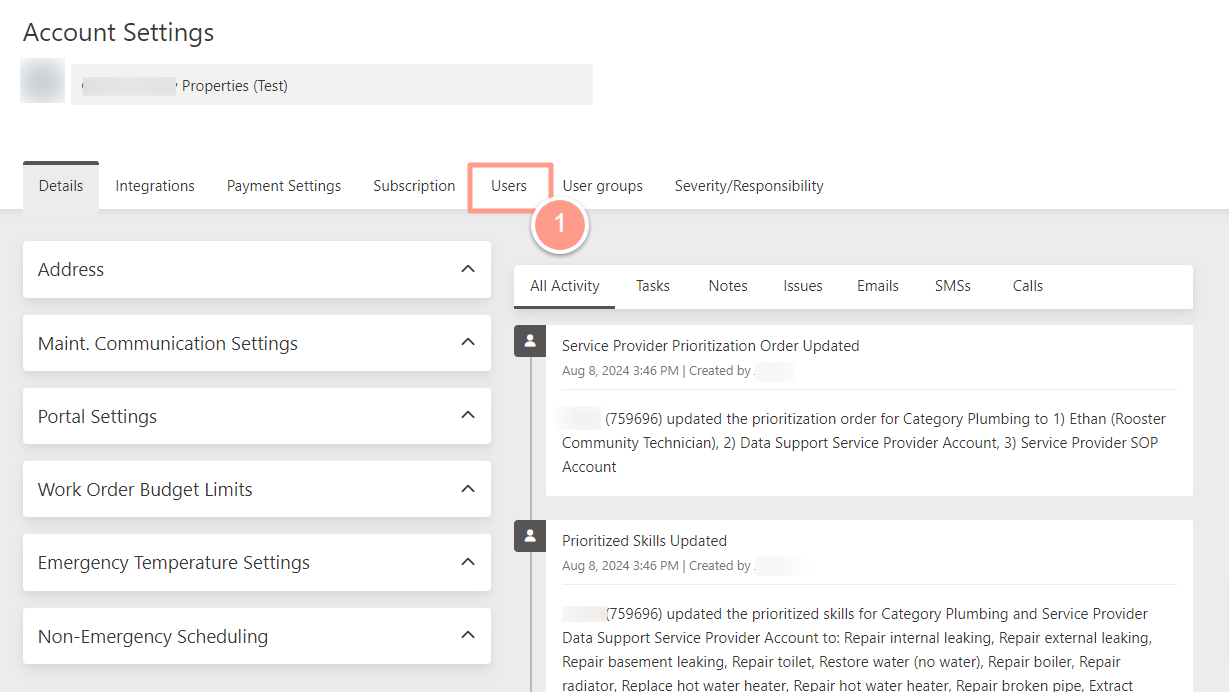 Account Settings
Properties (Test)
Details Integrations Payment Settings Subscription Users User groups Severity/Responsibility
1
Address
Maint. Communication Settings
Portal Settings
Work Order Budget Limits
Emergency Temperature Settings
Non-Emergency Scheduling
All Activity Tasks Notes Issues Emails SMSs Calls
Service Provider Prioritization Order Updated
Aug 8, 2024 3:46 PM | Created by
(759696) updated the prioritization order for Category Plumbing to 1) Ethan (Rooster
Community Technician), 2) Data Support Service Provider Account, 3) Service Provider SOP
Account
Prioritized Skills Updated
Aug 8, 2024 3:46 PM | Created by
(759696) updated the prioritized skills for Category Plumbing and Service Provider
Data Support Service Provider Account to: Repair internal leaking, Repair external leaking,
Repair basement leaking, Repair toilet, Restore water (no water), Repair boiler, Repair
radiator, Replace hot water heater, Repair hot water heater, Repair broken pipe, Extract